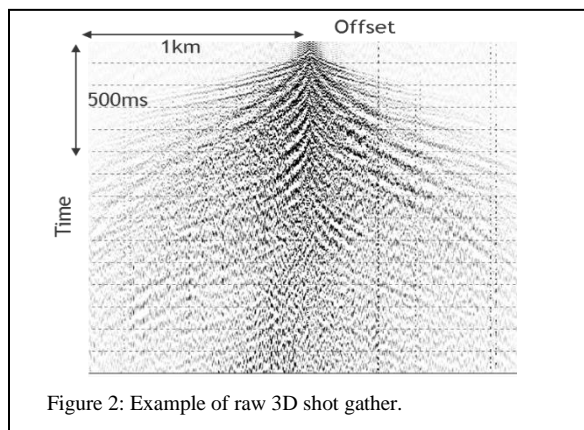 Offset
1km
500ms
Time
Figure 2: Example of raw 3D shot gather.